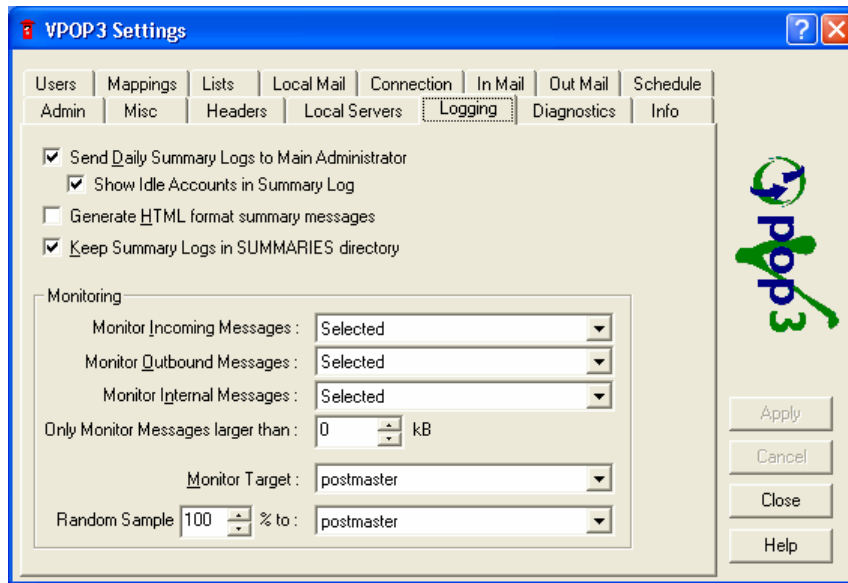 VPOP3 Settings
Users Mappings Lists Local Mail Connection In Mail Out Mail Schedule
Admin Misc Headers Local Servers Logging Diagnostics Info
Send Daily Summary Logs to Main Administrator
Show Idle Accounts in Summary Log
Generate HTML format summary messages
Keep Summary Logs in SUMMARIES directory
Monitoring
Monitor Incoming Messages : Selected
Monitor Outbound Messages : Selected
Monitor Internal Messages : Selected
Only Monitor Messages larger than : 0 kB
Monitor Target : postmaster
Random Sample 100 % to : postmaster
pop3
Apply
Cancel
Close
Help